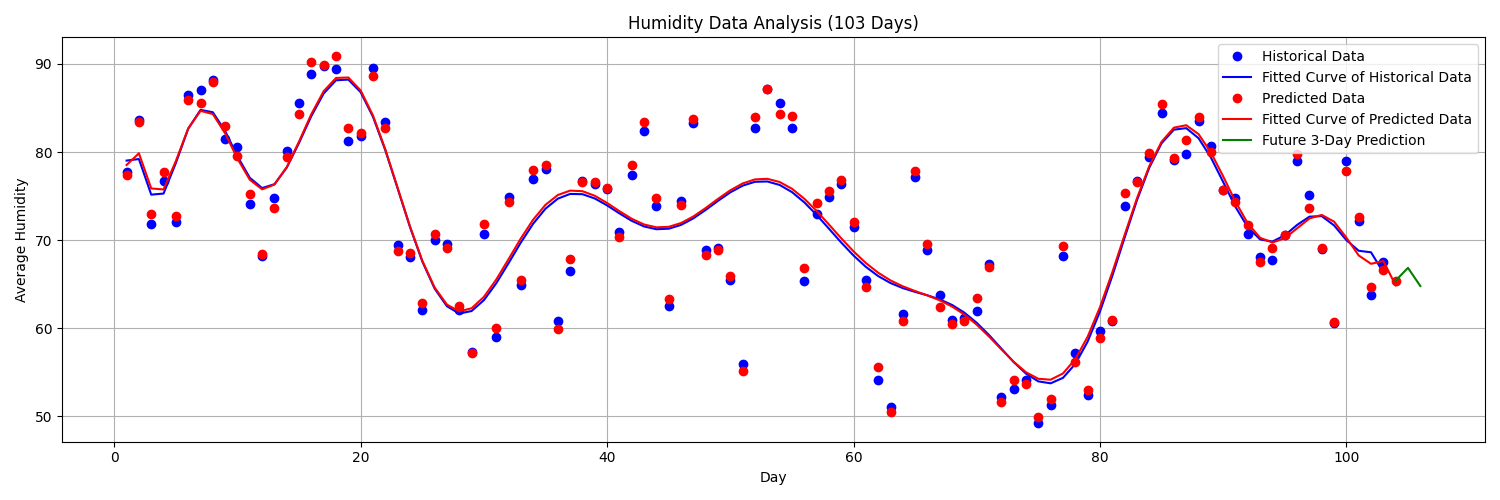 Humidity Data Analysis (103 Days)
Average Humidity
90
80
70
60
50
Historical Data
Fitted Curve of Historical Data
Predicted Data
Fitted Curve of Predicted Data
Future 3-Day Prediction
0 20 40 60 80 100
Day